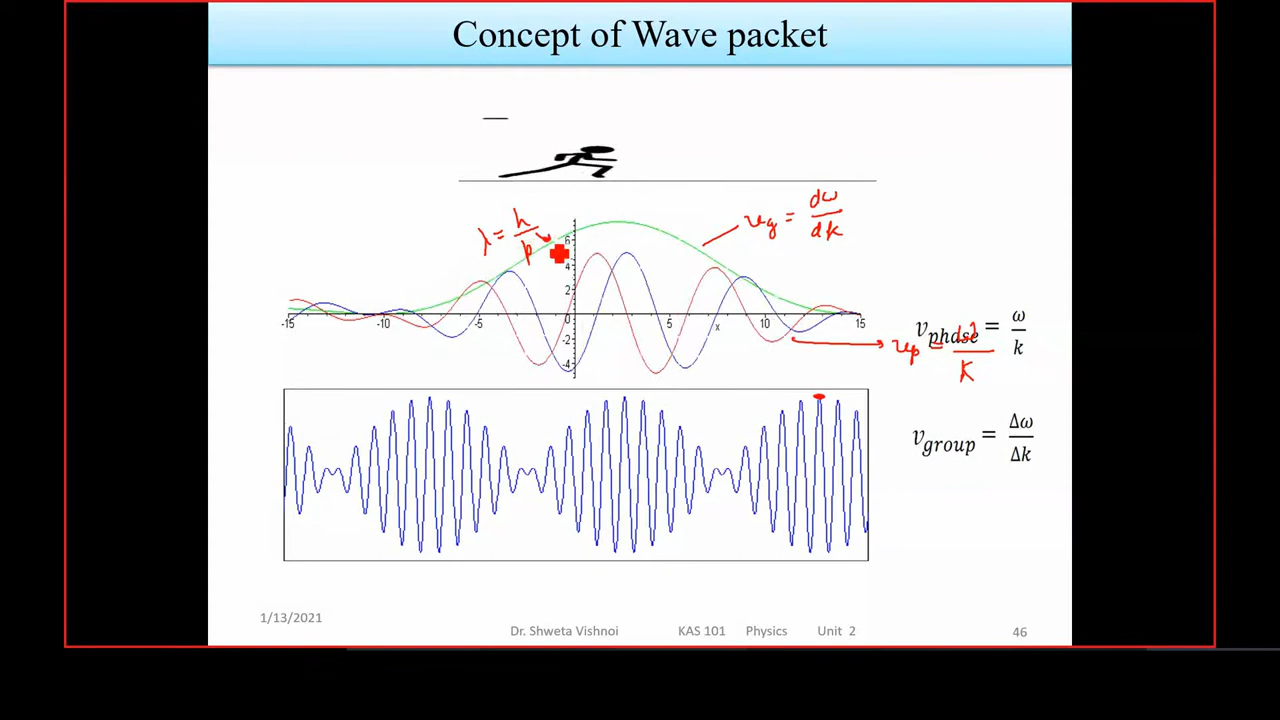 Concept of Wave packet
λ = h/p
v_g = dω/dk
6
4
2
0
-2
-4
-15 -10 -5 0 5 x 10 15
v_phase = ω/k
v_p = ω/k
v_group = Δω/Δk
1/13/2021
Dr. Shweta Vishnoi KAS 101 Physics Unit 2
46